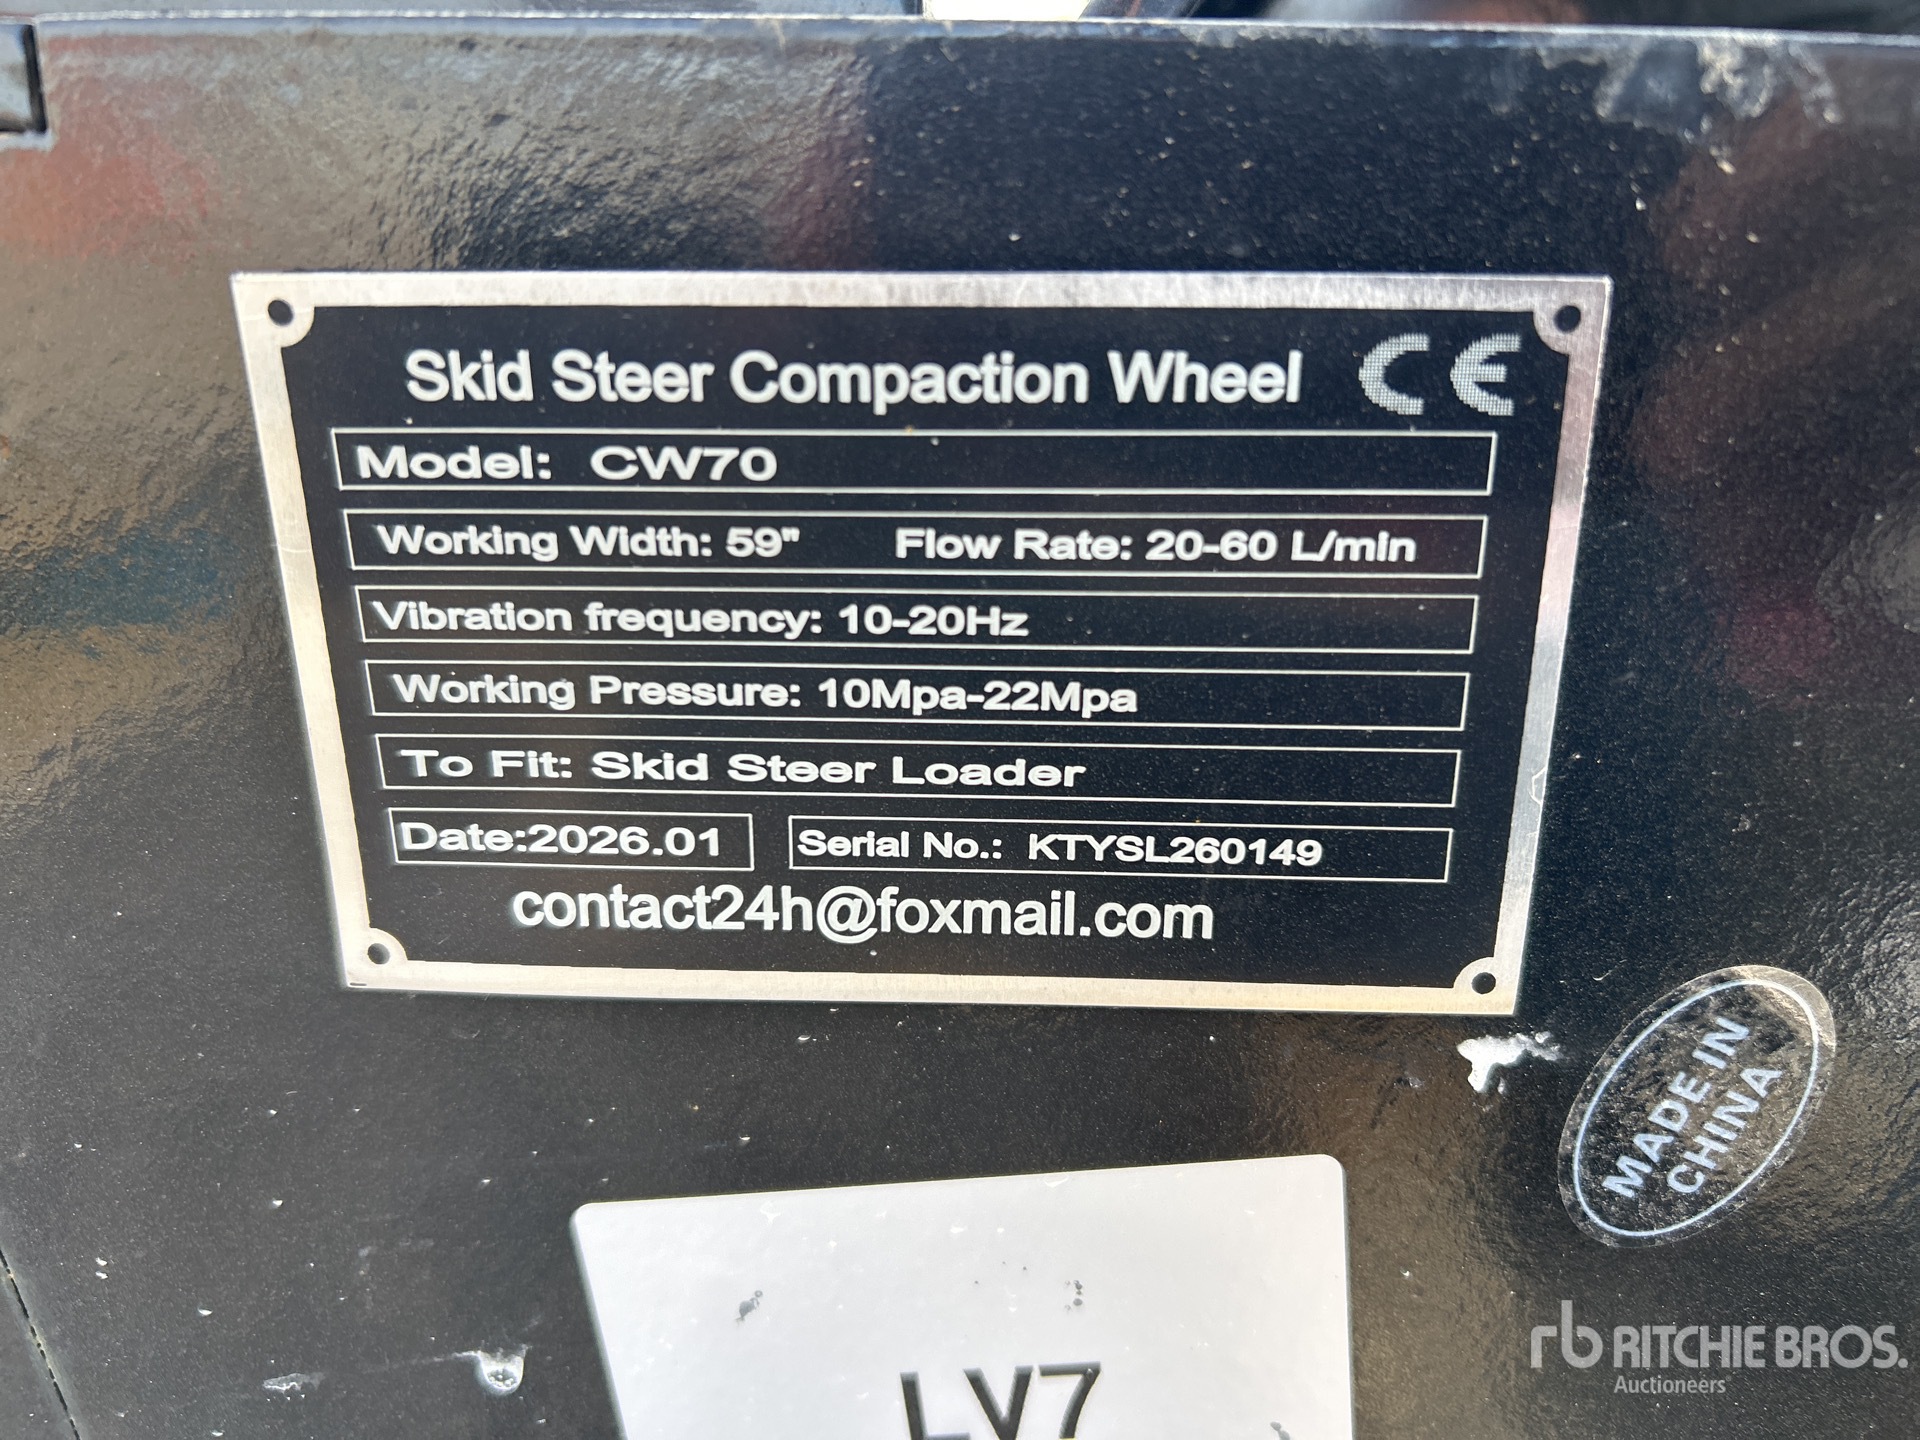 Skid Steer Compaction Wheel CE
Model: CW70
Working Width: 59" Flow Rate: 20-60 L/min
Vibration frequency: 10-20Hz
Working Pressure: 10Mpa-22Mpa
To Fit: Skid Steer Loader
Date:2026.01 Serial No.: KTYSL260149
contact24h@foxmail.com
MADE IN
CHINA
LV7
rb RITCHIE BROS.
Auctioneers